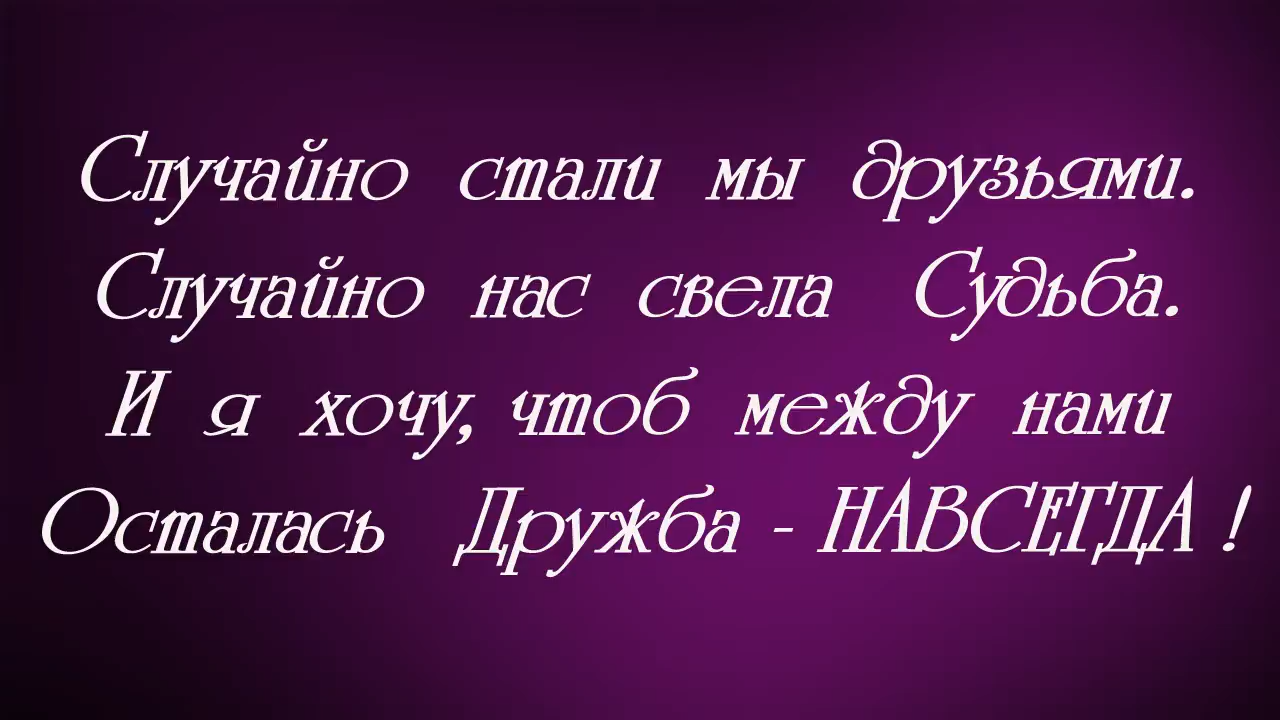 Случайно стали мы друзьями.
Случайно нас свела Судьба.
И я хочу, чтоб между нами
Осталась Дружба - НАВСЕГДА !